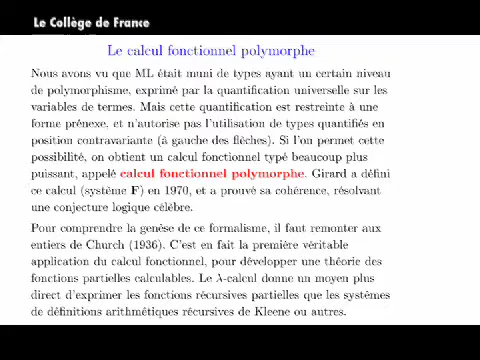 Le Collège de France
Le calcul fonctionnel polymorphe
Nous avons vu que ML était muni de types ayant un certain niveau
de polymorphisme, exprimé par la quantification universelle sur les
variables de termes. Mais cette quantification est restreinte à une
forme prénexe, et n'autorise pas l'utilisation de types quantifiés en
position contravariante (à gauche des flèches). Si l'on permet cette
possibilité, on obtient un calcul fonctionnel typé beaucoup plus
puissant, appelé calcul fonctionnel polymorphe. Girard a défini
ce calcul (système F) en 1970, et a prouvé sa cohérence, résolvant
une conjecture logique célèbre.
Pour comprendre la genèse de ce formalisme, il faut remonter aux
entiers de Church (1936). C'est en fait la première véritable
application du calcul fonctionnel, pour développer une théorie des
fonctions partielles calculables. Le λ-calcul donne un moyen plus
direct d'exprimer les fonctions récursives partielles que les systèmes
de définitions arithmétiques récursives de Kleene ou autres.